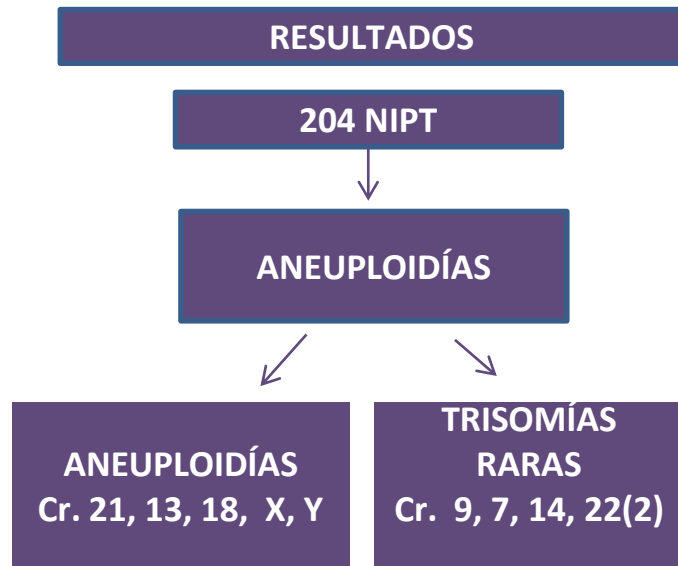 RESULTADOS
204 NIPT
ANEUPLOIDÍAS
ANEUPLOIDÍAS
Cr. 21, 13, 18, X, Y
TRISOMÍAS
RARAS
Cr. 9, 7, 14, 22(2)